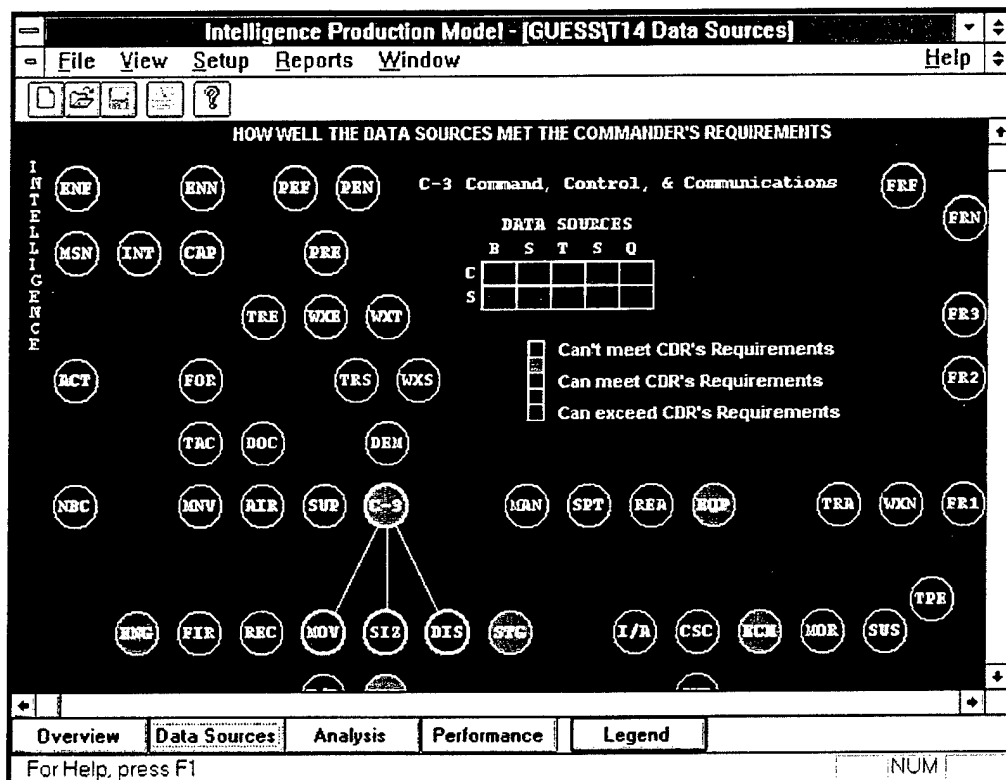 Intelligence Production Model - [GUESS\T14 Data Sources]
File View Setup Reports Window Help
HOW WELL THE DATA SOURCES MET THE COMMANDER'S REQUIREMENTS
INTELLIGENCE
ENF ENN PEF PEN C-3 Command, Control, & Communications FRF
FRN
DATA SOURCES
B S T S Q
MSN INT CAP PRE
C
S
TRE WXE WXT FR3
Can't meet CDR's Requirements
Can meet CDR's Requirements
Can exceed CDR's Requirements
ACT FOR TRS WXS FR2
TAC DOC DEM
NBC MNV AIR SUP C-3 MAN SPT REA EQP TRA WXN FR1
TPE
ENG FIR REC MOV SIZ DIS STG I/A CSC ECH MOR SUS
Overview Data Sources Analysis Performance Legend
For Help, press F1 NUM